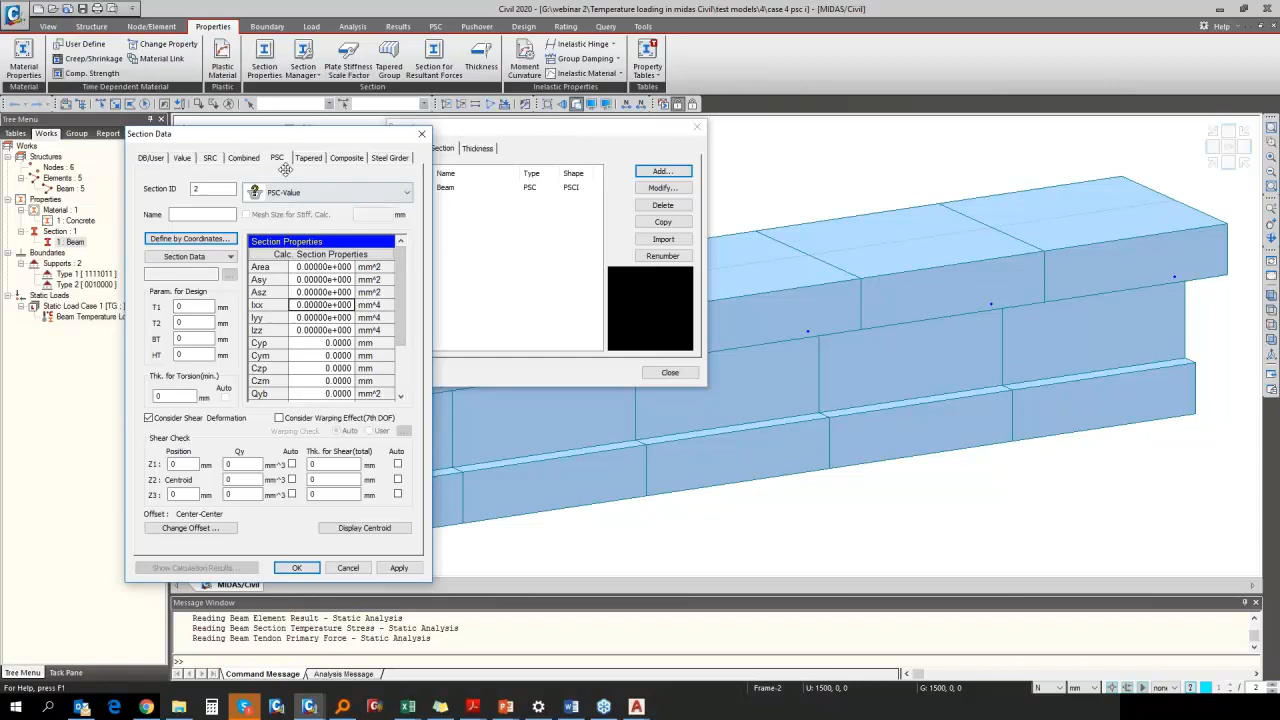 Civil 2020 - [G:\webinar 2\Temperature loading in midas Civil\test models\4\case 4 psc i] - [MIDAS/Civil]
View Structure Node/Element Properties Boundary Load Analysis Results PSC Pushover Design Rating Query Tools Help
User Define Change Property
Creep/Shrinkage Material Link
Comp. Strength
Material Properties
Plastic Material
Section Properties
Section Manager
Plate Stiffness Scale Factor
Tapered Group
Section for Resultant Forces
Thickness
Moment Curvature
Inelastic Hinge
Group Damping
Inelastic Material
Property Tables
Material Time Dependent Material Plastic Section Inelastic Properties Tables
Tree Menu
Tables Works Group Report
Works
Structures
Nodes : 6
Elements : 5
Beam : 5
Properties
Material : 1
1 : Concrete
Section : 1
1 : Beam
Boundaries
Supports : 2
Type 1 [ 1111011 ]
Type 2 [ 0010000 ]
Static Loads
Static Load Case 1 [TG :
Beam Temperature Lo
Section Data
DB/User Value SRC Combined PSC Tapered Composite Steel Girder
Section ID 2 PSC-Value
Name Mesh Size for Stiff. Calc. mm
Define by Coordinates...
Section Data
...
Param. for Design
T1 0 mm
T2 0 mm
BT 0 mm
HT 0 mm
Thk. for Torsion(min.)
Auto
0 mm
Section Properties
Calc. Section Properties
Area 0.00000e+000 mm^2
Asy 0.00000e+000 mm^2
Asz 0.00000e+000 mm^2
Ixx 0.00000e+000 mm^4
Iyy 0.00000e+000 mm^4
Izz 0.00000e+000 mm^4
Cyp 0.0000 mm
Cym 0.0000 mm
Czp 0.0000 mm
Czm 0.0000 mm
Qyb 0.0000 mm^2
Consider Shear Deformation Consider Warping Effect(7th DOF)
Warping Check Auto User ...
Shear Check
Position Qy Auto Thk. for Shear(total) Auto
Z1 : 0 mm 0 mm^3 0 mm
Z2 : Centroid 0 mm^3 0 mm
Z3 : 0 mm 0 mm^3 0 mm
Offset : Center-Center
Change Offset ... Display Centroid
Show Calculation Results... OK Cancel Apply
Section Thickness
Name Type Shape
Beam PSC PSCI
Add...
Modify...
Delete
Copy
Import
Renumber
Close
MIDAS/Civil
Message Window
Reading Beam Element Result - Static Analysis
Reading Beam Section Temperature Stress - Static Analysis
Reading Beam Tendon Primary Force - Static Analysis
>>
Tree Menu Task Pane Command Message Analysis Message
For Help, press F1 Frame-2 U: 1500, 0, 0 G: 1500, 0, 0 N mm none ? 2